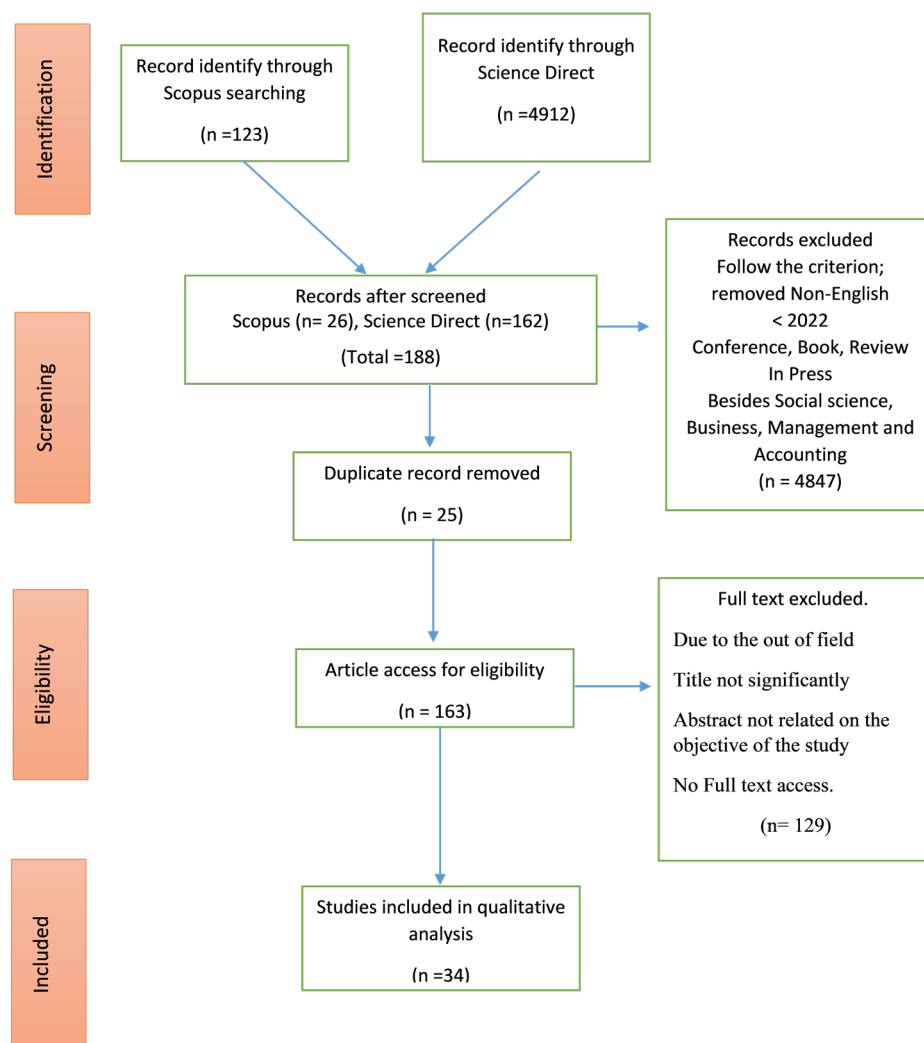 Identification
Record identify through
Scopus searching
(n =123)
Record identify through
Science Direct
(n =4912)
Screening
Records after screened
Scopus (n= 26), Science Direct (n=162)
(Total =188)
Records excluded
Follow the criterion;
removed Non-English
< 2022
Conference, Book, Review
In Press
Besides Social science,
Business, Management and
Accounting
(n = 4847)
Duplicate record removed
(n = 25)
Eligibility
Article access for eligibility
(n = 163)
Full text excluded.
Due to the out of field
Title not significantly
Abstract not related on the
objective of the study
No Full text access.
(n= 129)
Included
Studies included in qualitative
analysis
(n =34)